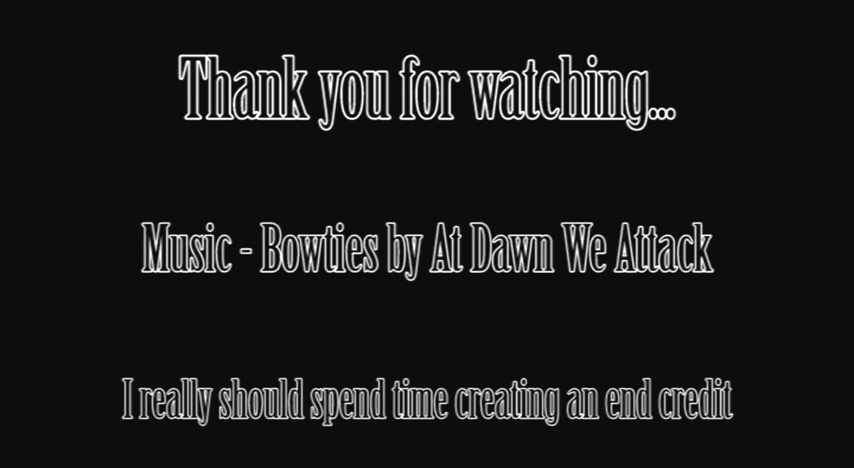 Thank you for watching...
Music - Bowties by At Dawn We Attack
I really should spend time creating an end credit